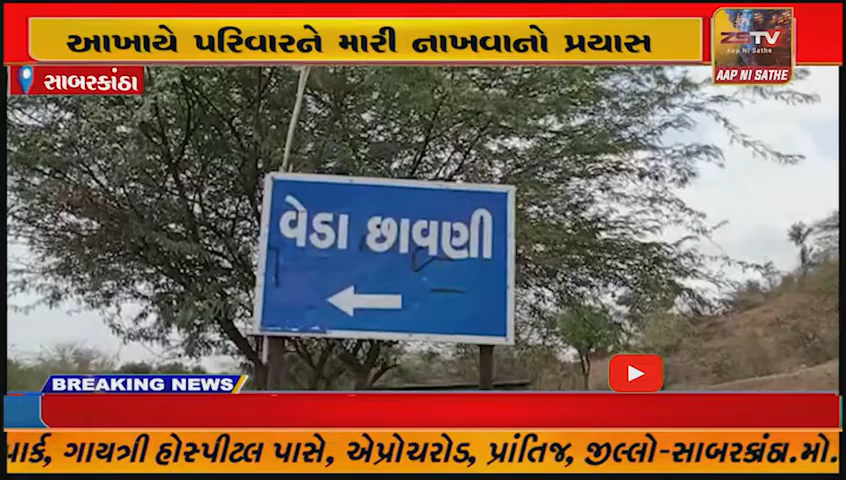 આખાયે પરિવારને મારી નાખવાનો પ્રયાસ
ZSTV
Aap Ni Sathe
AAP NI SATHE
સાબરકાંઠા
વેડા છાવણી
BREAKING NEWS
પાર્ક, ગાયત્રી હોસ્પીટલ પાસે, એપ્રોચરોડ, પ્રાંતિજ, જીલ્લો-સાબરકાંઠા.મો.